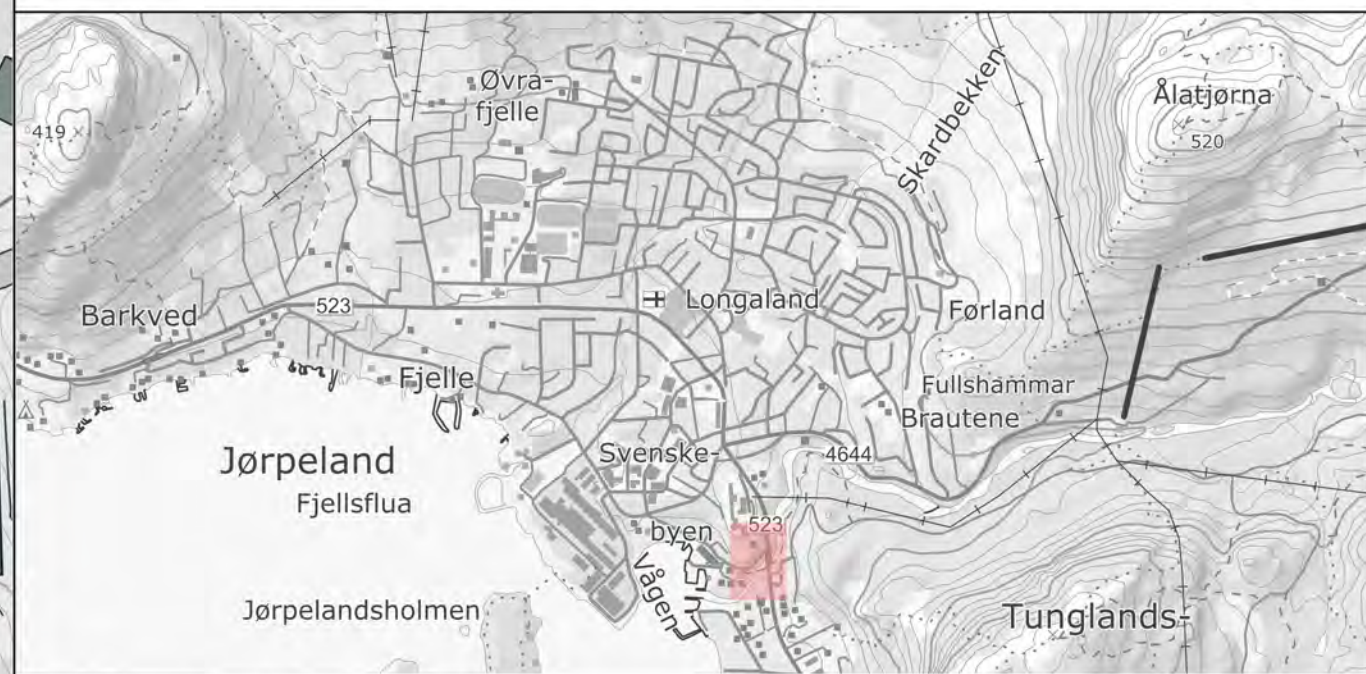 Øvra-
fjelle
Skardbekken
Ålatjørna
520
419
Barkved
523
Longaland
Førland
Fjelle
Fullshammar
Brautene
Jørpeland
Fjellsflua
Svenske-
byen
4644
523
Vågen
Jørpelandsholmen
Tunglands-